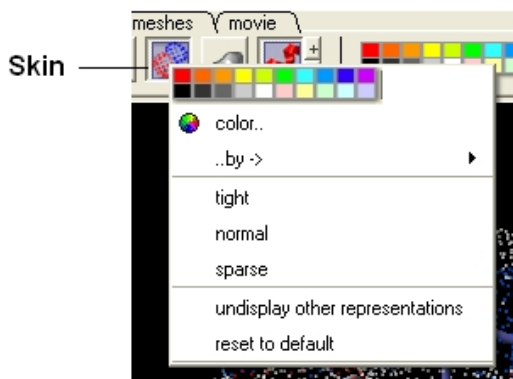 meshes movie
Skin
+
color..
..by ->
tight
normal
sparse
undisplay other representations
reset to default